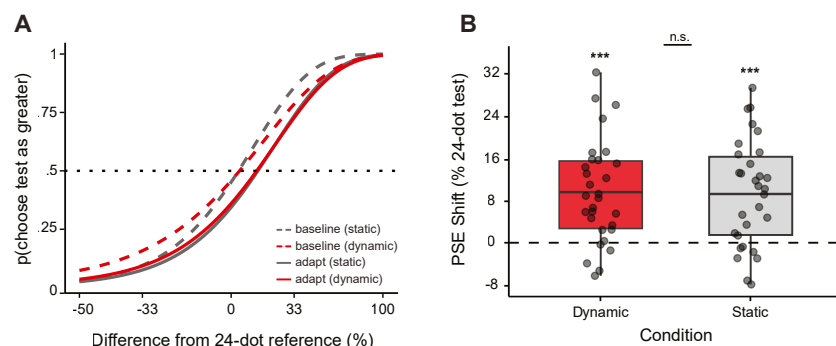 A
p(choose test as greater)
1
.75
.5
.25
0
baseline (static)
baseline (dynamic)
adapt (static)
adapt (dynamic)
-50
-33
0
33
100
Difference from 24-dot reference (%)
B
n.s.
***
***
PSE Shift (% 24-dot test)
32
24
16
8
0
-8
Dynamic
Static
Condition